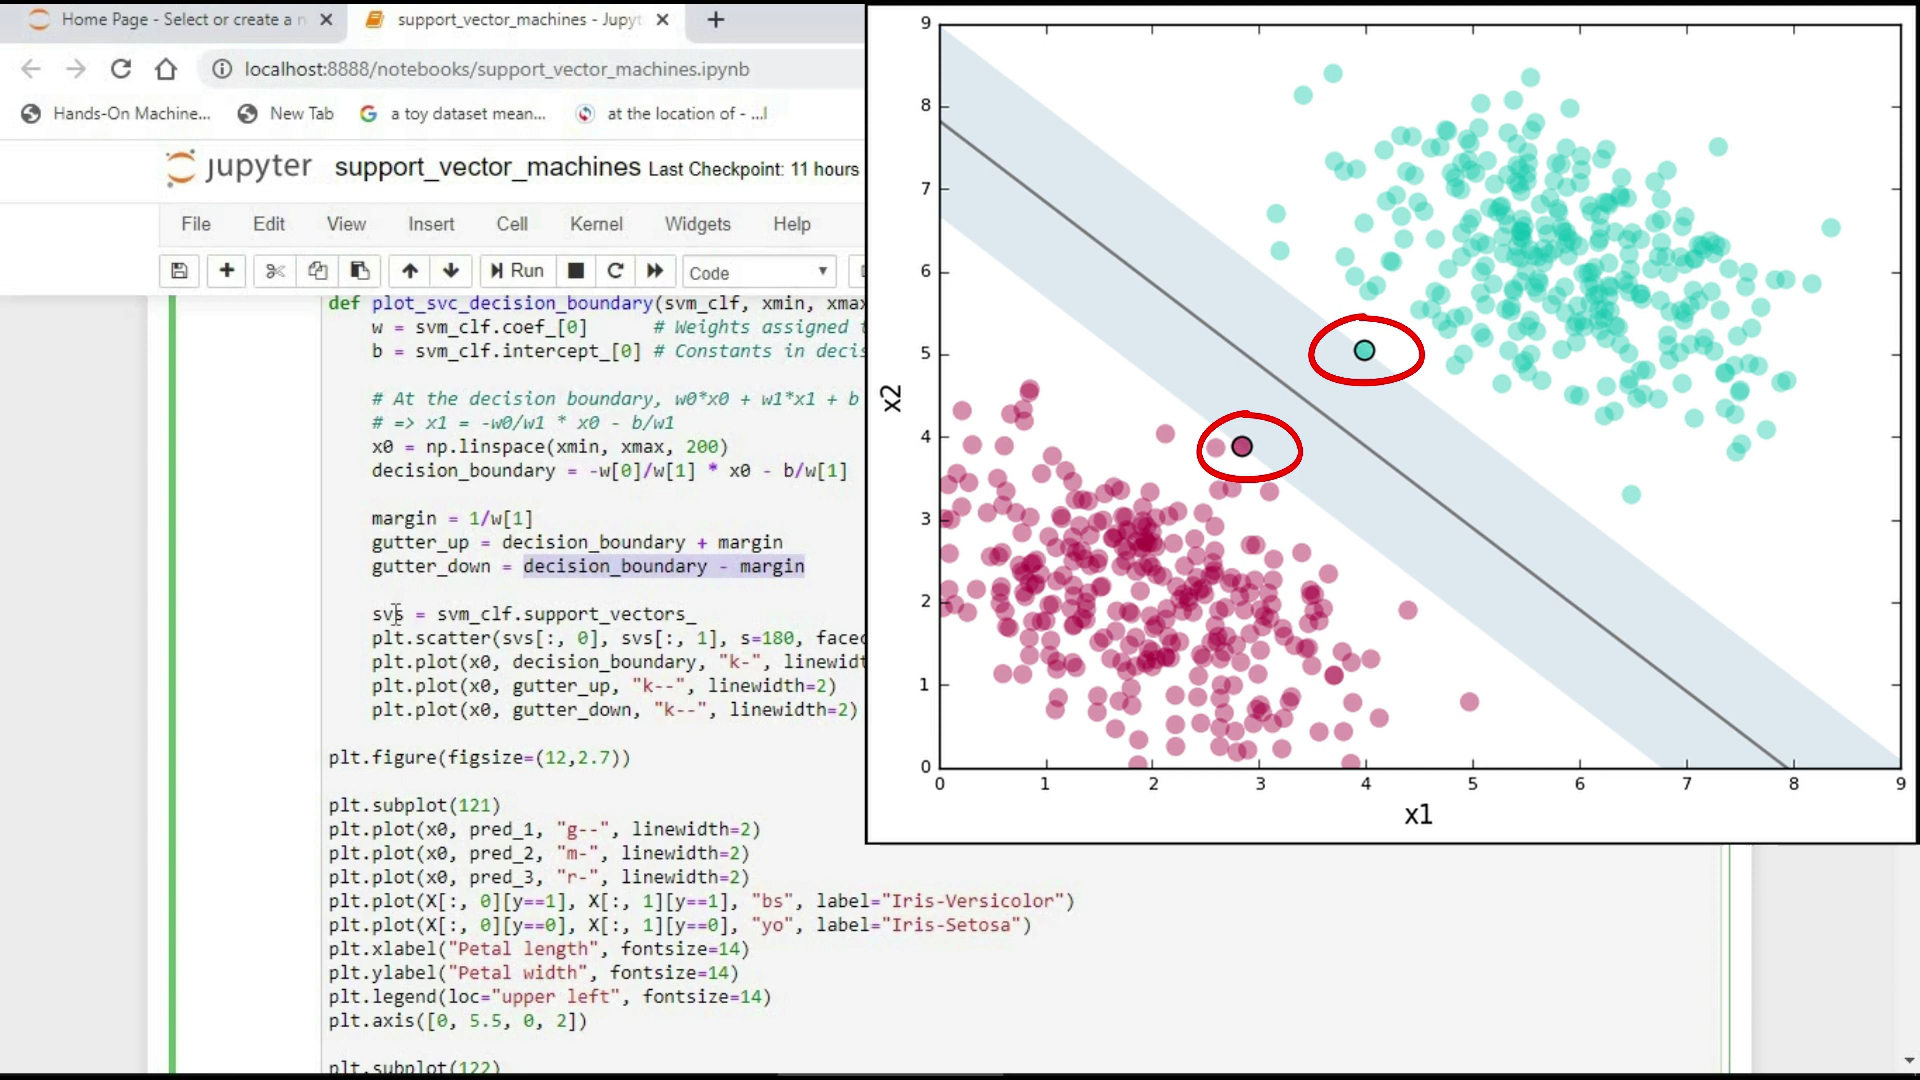 Home Page - Select or create a n
support_vector_machines - Jupyt
localhost:8888/notebooks/support_vector_machines.ipynb
Hands-On Machine...
New Tab
a toy dataset mean...
at the location of - ...l
jupyter support_vector_machines Last Checkpoint: 11 hours
File Edit View Insert Cell Kernel Widgets Help
Run
Code
def plot_svc_decision_boundary(svm_clf, xmin, xmax
w = svm_clf.coef_[0] # Weights assigned t
b = svm_clf.intercept_[0] # Constants in decis
# At the decision boundary, w0*x0 + w1*x1 + b
# => x1 = -w0/w1 * x0 - b/w1
x0 = np.linspace(xmin, xmax, 200)
decision_boundary = -w[0]/w[1] * x0 - b/w[1]
margin = 1/w[1]
gutter_up = decision_boundary + margin
gutter_down = decision_boundary - margin
svs = svm_clf.support_vectors_
plt.scatter(svs[:, 0], svs[:, 1], s=180, facec
plt.plot(x0, decision_boundary, "k-", linewidt
plt.plot(x0, gutter_up, "k--", linewidth=2)
plt.plot(x0, gutter_down, "k--", linewidth=2)
plt.figure(figsize=(12,2.7))
plt.subplot(121)
plt.plot(x0, pred_1, "g--", linewidth=2)
plt.plot(x0, pred_2, "m-", linewidth=2)
plt.plot(x0, pred_3, "r-", linewidth=2)
plt.plot(X[:, 0][y==1], X[:, 1][y==1], "bs", label="Iris-Versicolor")
plt.plot(X[:, 0][y==0], X[:, 1][y==0], "yo", label="Iris-Setosa")
plt.xlabel("Petal length", fontsize=14)
plt.ylabel("Petal width", fontsize=14)
plt.legend(loc="upper left", fontsize=14)
plt.axis([0, 5.5, 0, 2])
plt.subplot(122)
9
8
7
6
5
4
3
2
1
0
x2
0 1 2 3 4 5 6 7 8 9
x1